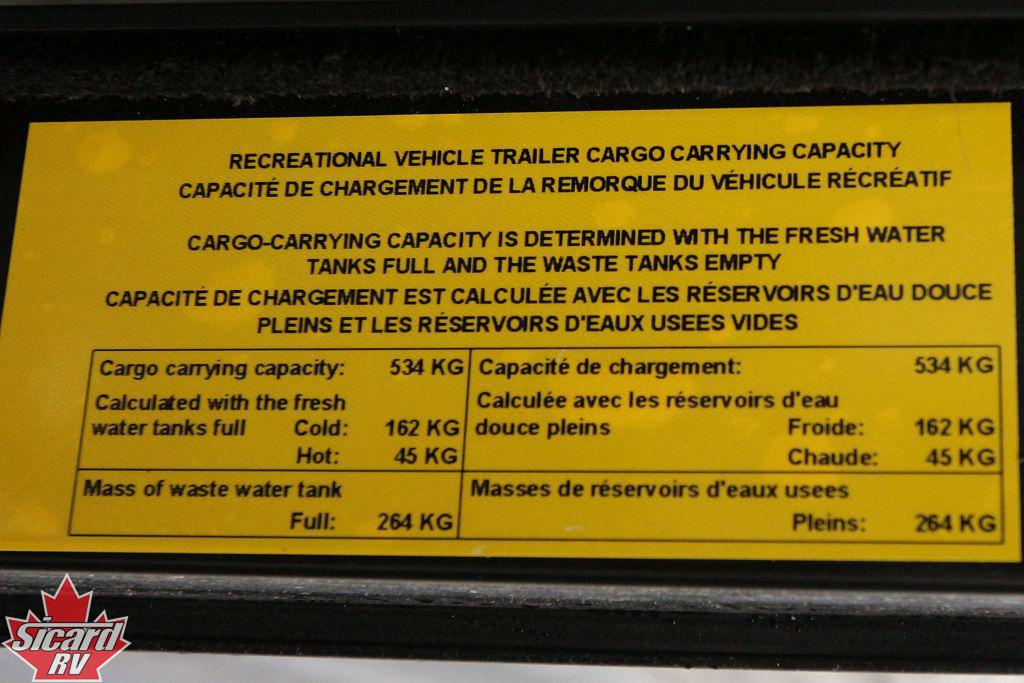 RECREATIONAL VEHICLE TRAILER CARGO CARRYING CAPACITY
CAPACITÉ DE CHARGEMENT DE LA REMORQUE DU VÉHICULE RÉCRÉATIF
CARGO-CARRYING CAPACITY IS DETERMINED WITH THE FRESH WATER
TANKS FULL AND THE WASTE TANKS EMPTY
CAPACITÉ DE CHARGEMENT EST CALCULÉE AVEC LES RÉSERVOIRS D'EAU DOUCE
PLEINS ET LES RÉSERVOIRS D'EAUX USEES VIDES
Cargo carrying capacity: 534 KG
Calculated with the fresh
water tanks full Cold: 162 KG
Hot: 45 KG
Mass of waste water tank
Full: 264 KG
Capacité de chargement: 534 KG
Calculée avec les réservoirs d'eau
douce pleins Froide: 162 KG
Chaude: 45 KG
Masses de réservoirs d'eaux usees
Pleins: 264 KG
Sicard
RV